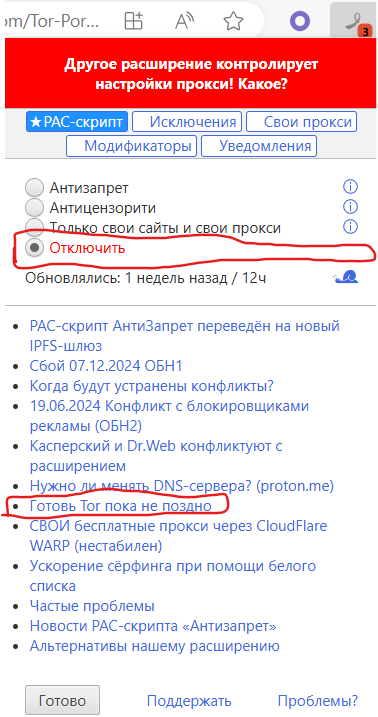 om/Tor-Por...
3
Другое расширение контролирует
настройки прокси! Какое?
★PAC-скрипт
Исключения
Свои прокси
Модификаторы
Уведомления
Антизапрет
Антицензорити
Только свои сайты и свои прокси
Отключить
Обновлялись: 1 недель назад / 12ч
PAC-скрипт АнтиЗапрет переведён на новый
IPFS-шлюз
Сбой 07.12.2024 ОБН1
Когда будут устранены конфликты?
19.06.2024 Конфликт с блокировщиками
рекламы (ОБН2)
Касперский и Dr.Web конфликтуют с
расширением
Нужно ли менять DNS-сервера? (proton.me)
Готовь Tor пока не поздно
СВОИ бесплатные прокси через CloudFlare
WARP (нестабилен)
Ускорение сёрфинга при помощи белого
списка
Частые проблемы
Новости PAC-скрипта «Антизапрет»
Альтернативы нашему расширению
Готово
Поддержать
Проблемы?